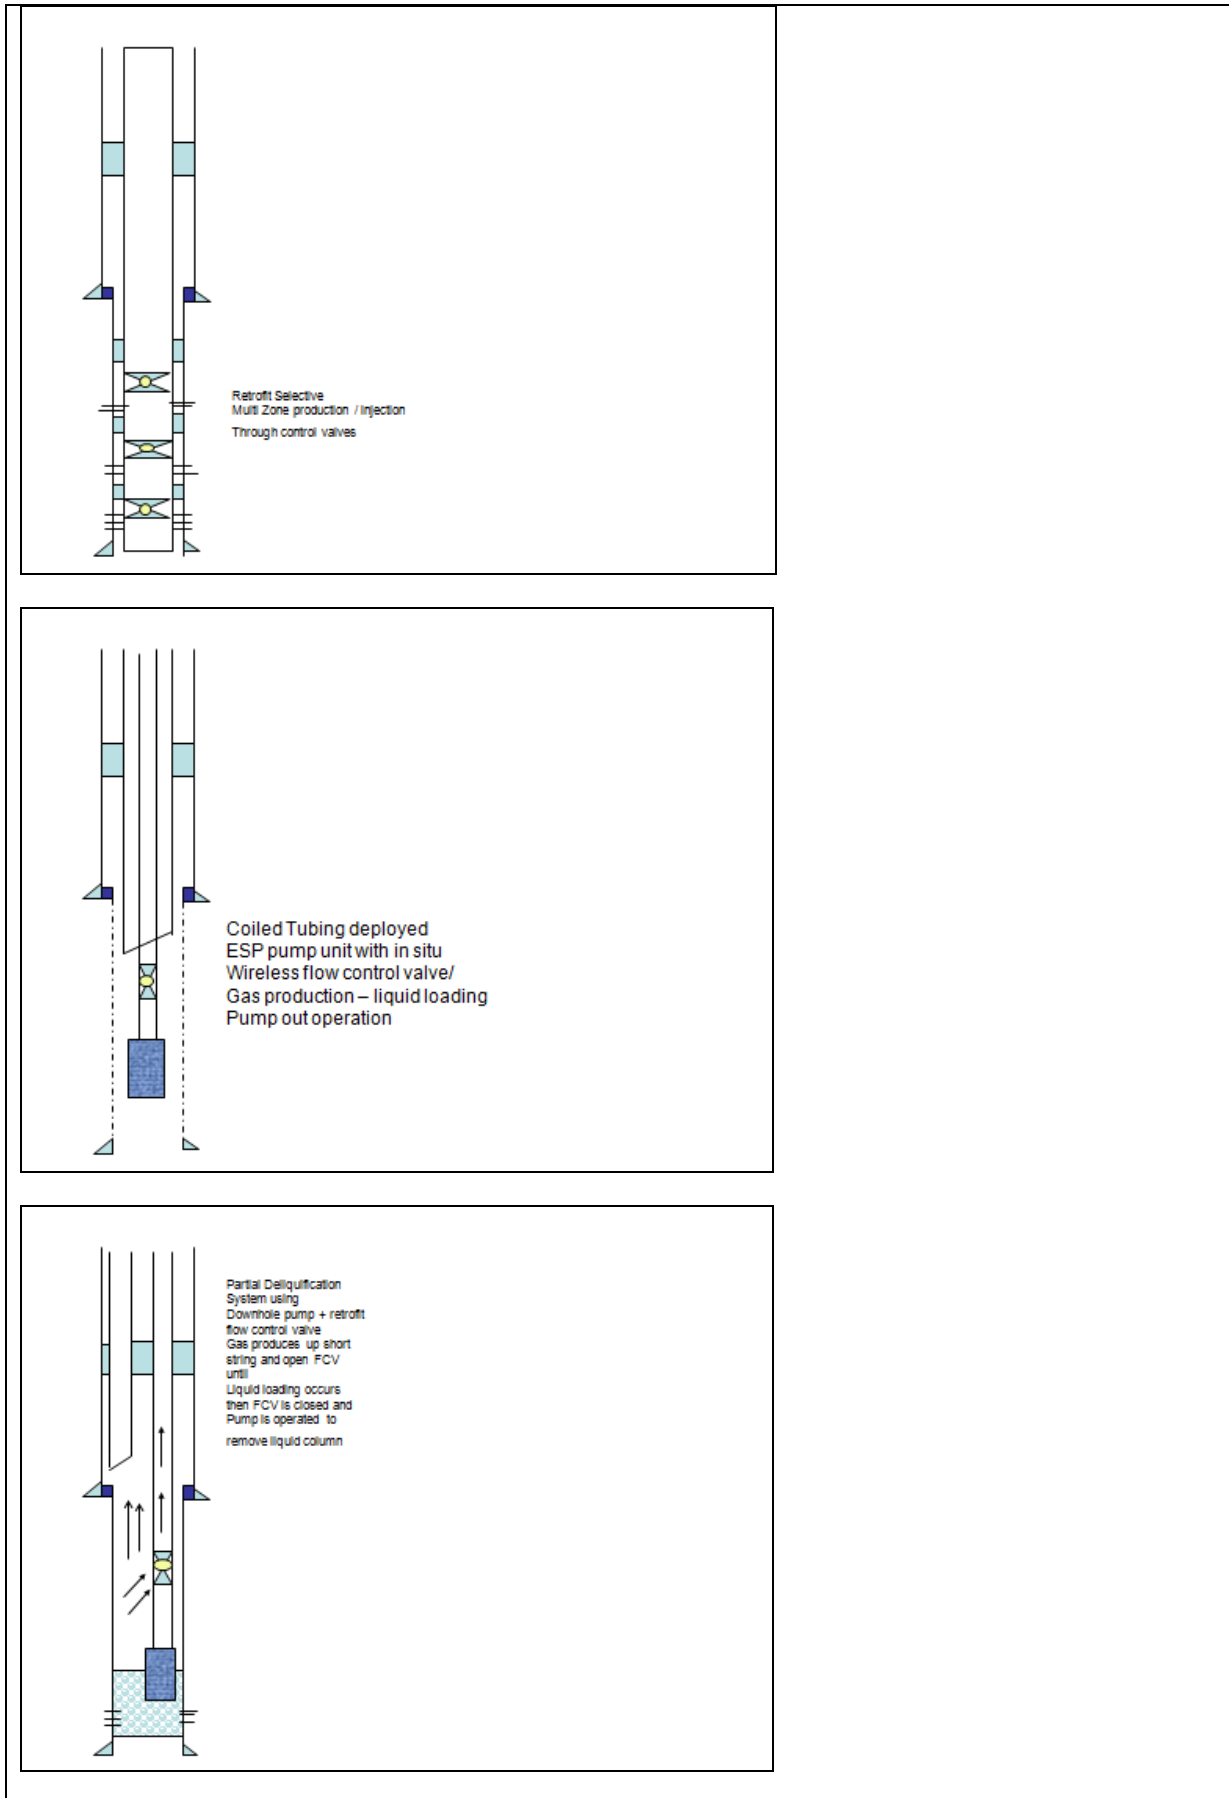 Retrofit Selective
Multi Zone production / Injection
Through control valves
Coiled Tubing deployed
ESP pump unit with in situ
Wireless flow control valve/
Gas production – liquid loading
Pump out operation
Partial Deliquification
System using
Downhole pump + retrofit
flow control valve
Gas produces up short
string and open FCV
until
Liquid loading occurs
then FCV is closed and
Pump is operated to
remove liquid column